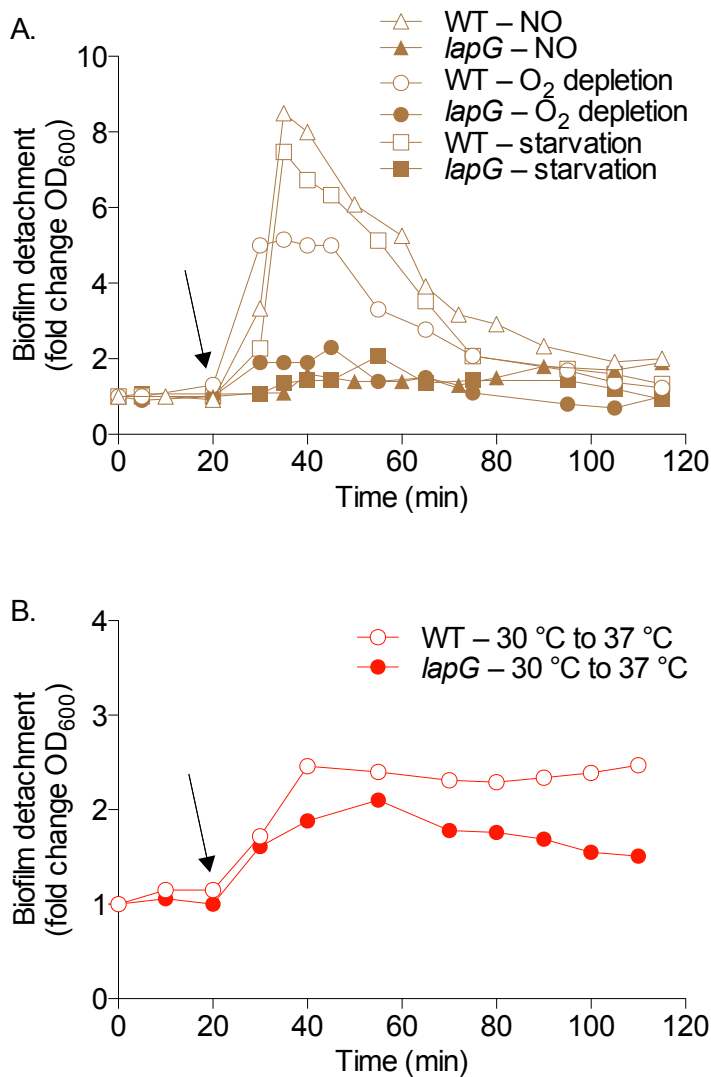 A.
WT – NO
lapG – NO
WT – O₂ depletion
lapG – O₂ depletion
WT – starvation
lapG – starvation
Biofilm detachment
(fold change OD₆₀₀)
10
8
6
4
2
0
0 20 40 60 80 100 120
Time (min)
B.
WT – 30 °C to 37 °C
lapG – 30 °C to 37 °C
Biofilm detachment
(fold change OD₆₀₀)
4
3
2
1
0
0 20 40 60 80 100 120
Time (min)